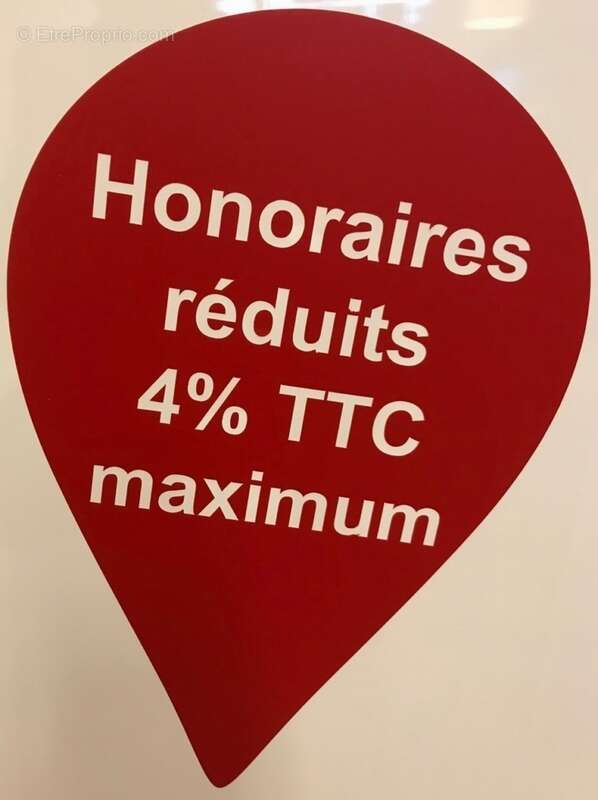 © EtreProprio.com
Honoraires
réduits
4% TTC
maximum